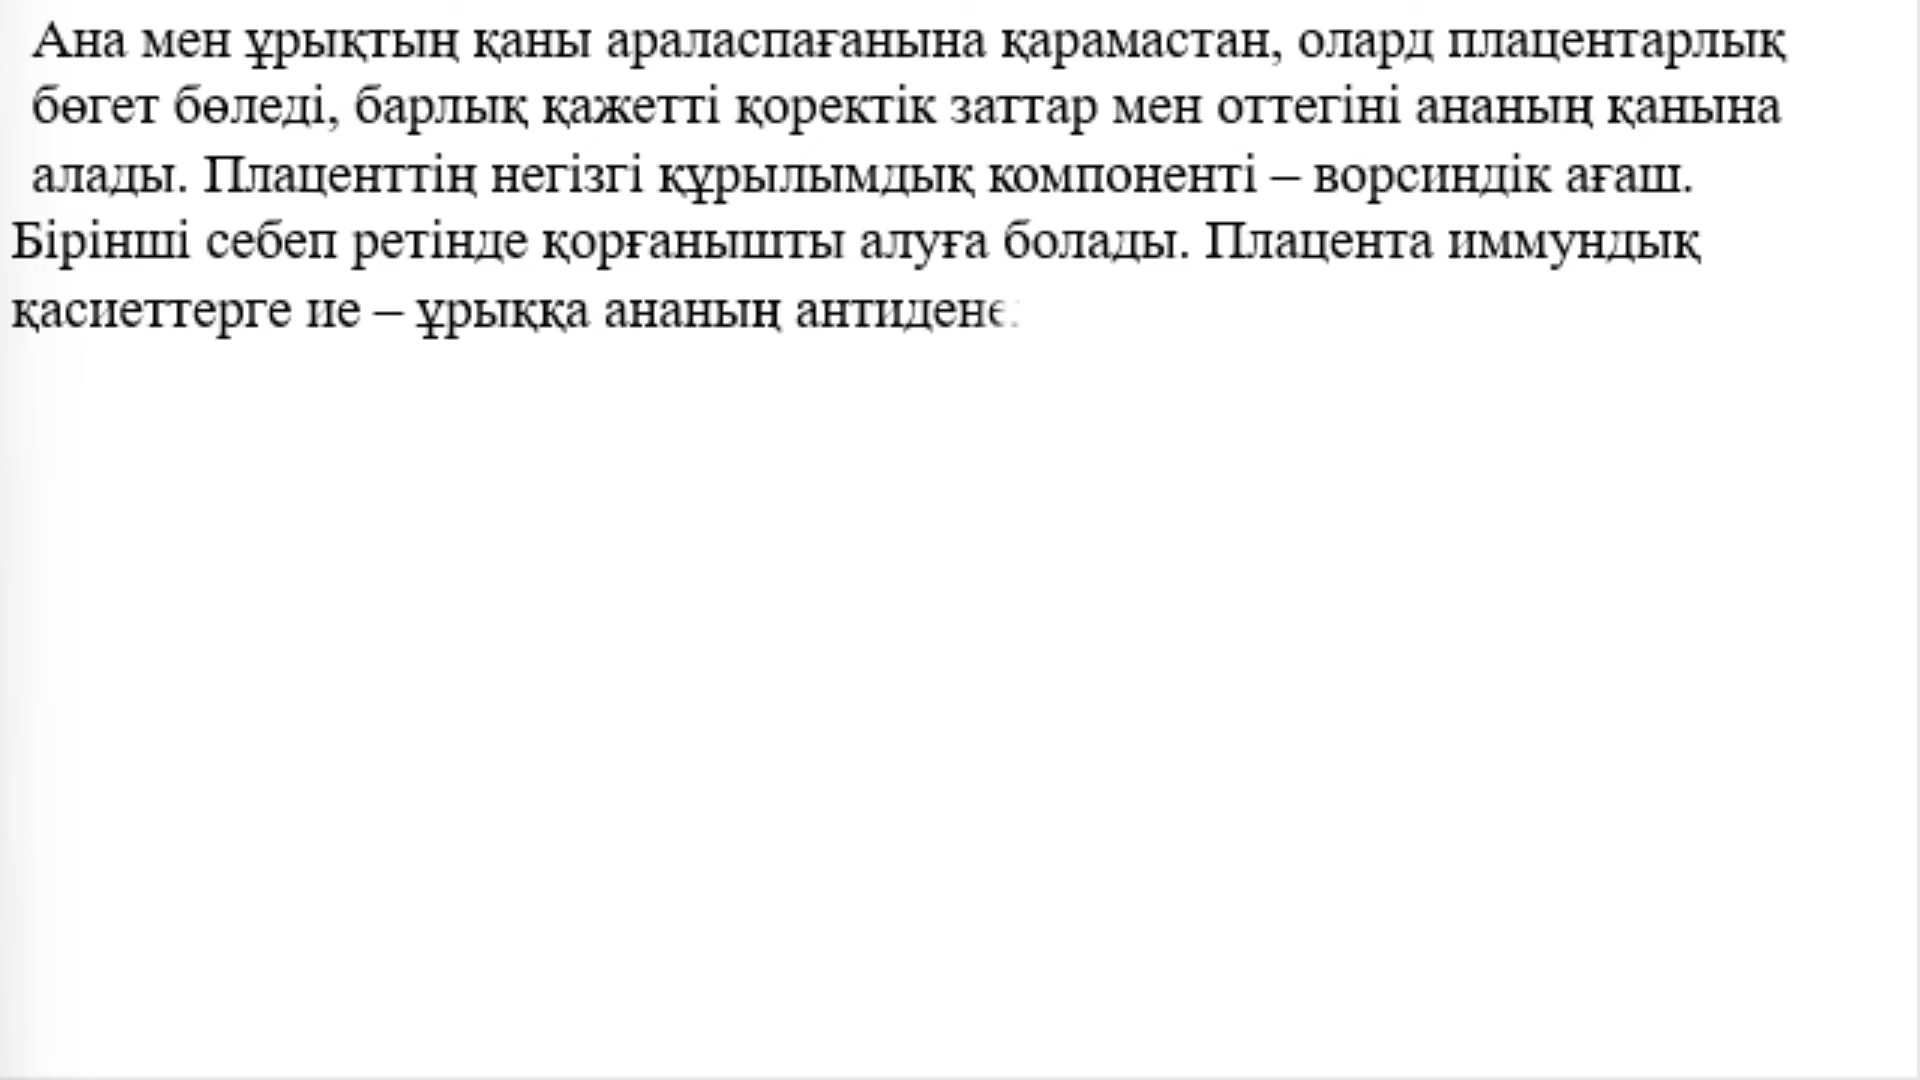 Ана мен ұрықтың қаны араласпағанына қарамастан, олард плацентарлық
бөгет бөледі, барлық қажетті қоректік заттар мен оттегіні ананың қанына
алады. Плаценттің негізгі құрылымдық компоненті – ворсиндік ағаш.
Бірінші себеп ретінде қорғанышты алуға болады. Плацента иммундық
қасиеттерге ие – ұрыққа ананың